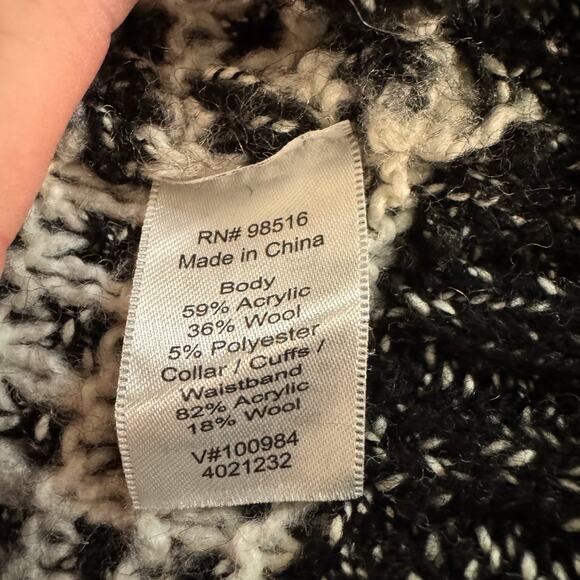 RN# 98516
Made in China
Body
59% Acrylic
36% Wool
5% Polyester
Collar / Cuffs /
Waistband
82% Acrylic
18% Wool
V#100984
4021232